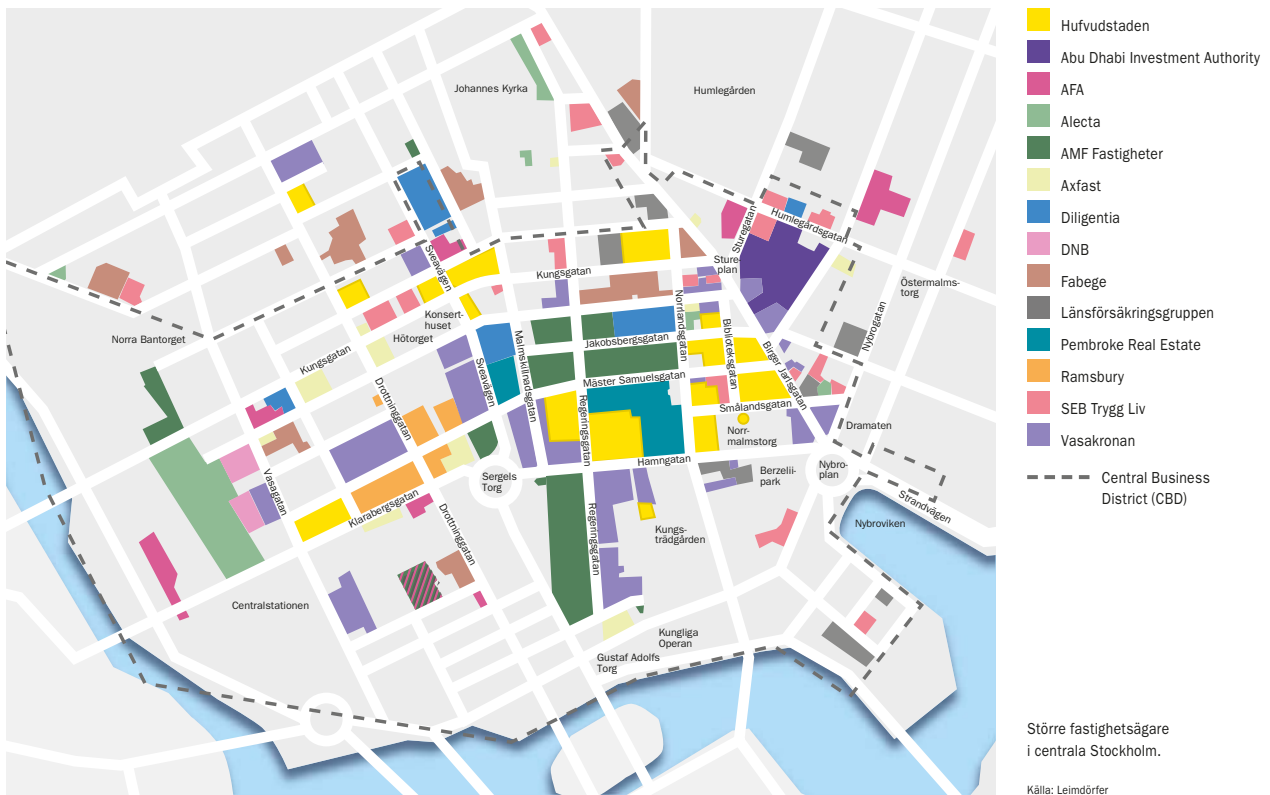 Johannes Kyrka
Humlegården
Sturegatan
Humlegårdsgatan
Sture-
plan
Sveavägen
Kungsgatan
Östermalms-
torg
Konsert-
huset
Norrlandsgatan
Norra Bantorget
Hötorget
Malmskillnadsgatan
Jakobsbergsgatan
Biblioteksgatan
Birger Jarlsgatan
Nybrogatan
Kungsgatan
Drottninggatan
Sveavägen
Mäster Samuelsgatan
Regeringsgatan
Smålandsgatan
Norr-
malmstorg
Dramaten
Hamngatan
Vasagatan
Sergels
Torg
Berzelii-
park
Nybro-
plan
Klarabergsgatan
Drottninggatan
Regeringsgatan
Kungs-
trädgården
Strandvägen
Nybroviken
Centralstationen
Kungliga
Operan
Gustaf Adolfs
Torg
Hufvudstaden
Abu Dhabi Investment Authority
AFA
Alecta
AMF Fastigheter
Axfast
Diligentia
DNB
Fabege
Länsförsäkringsgruppen
Pembroke Real Estate
Ramsbury
SEB Trygg Liv
Vasakronan
Central Business
District (CBD)
Större fastighetsägare
i centrala Stockholm.
Källa: Leimdörfer